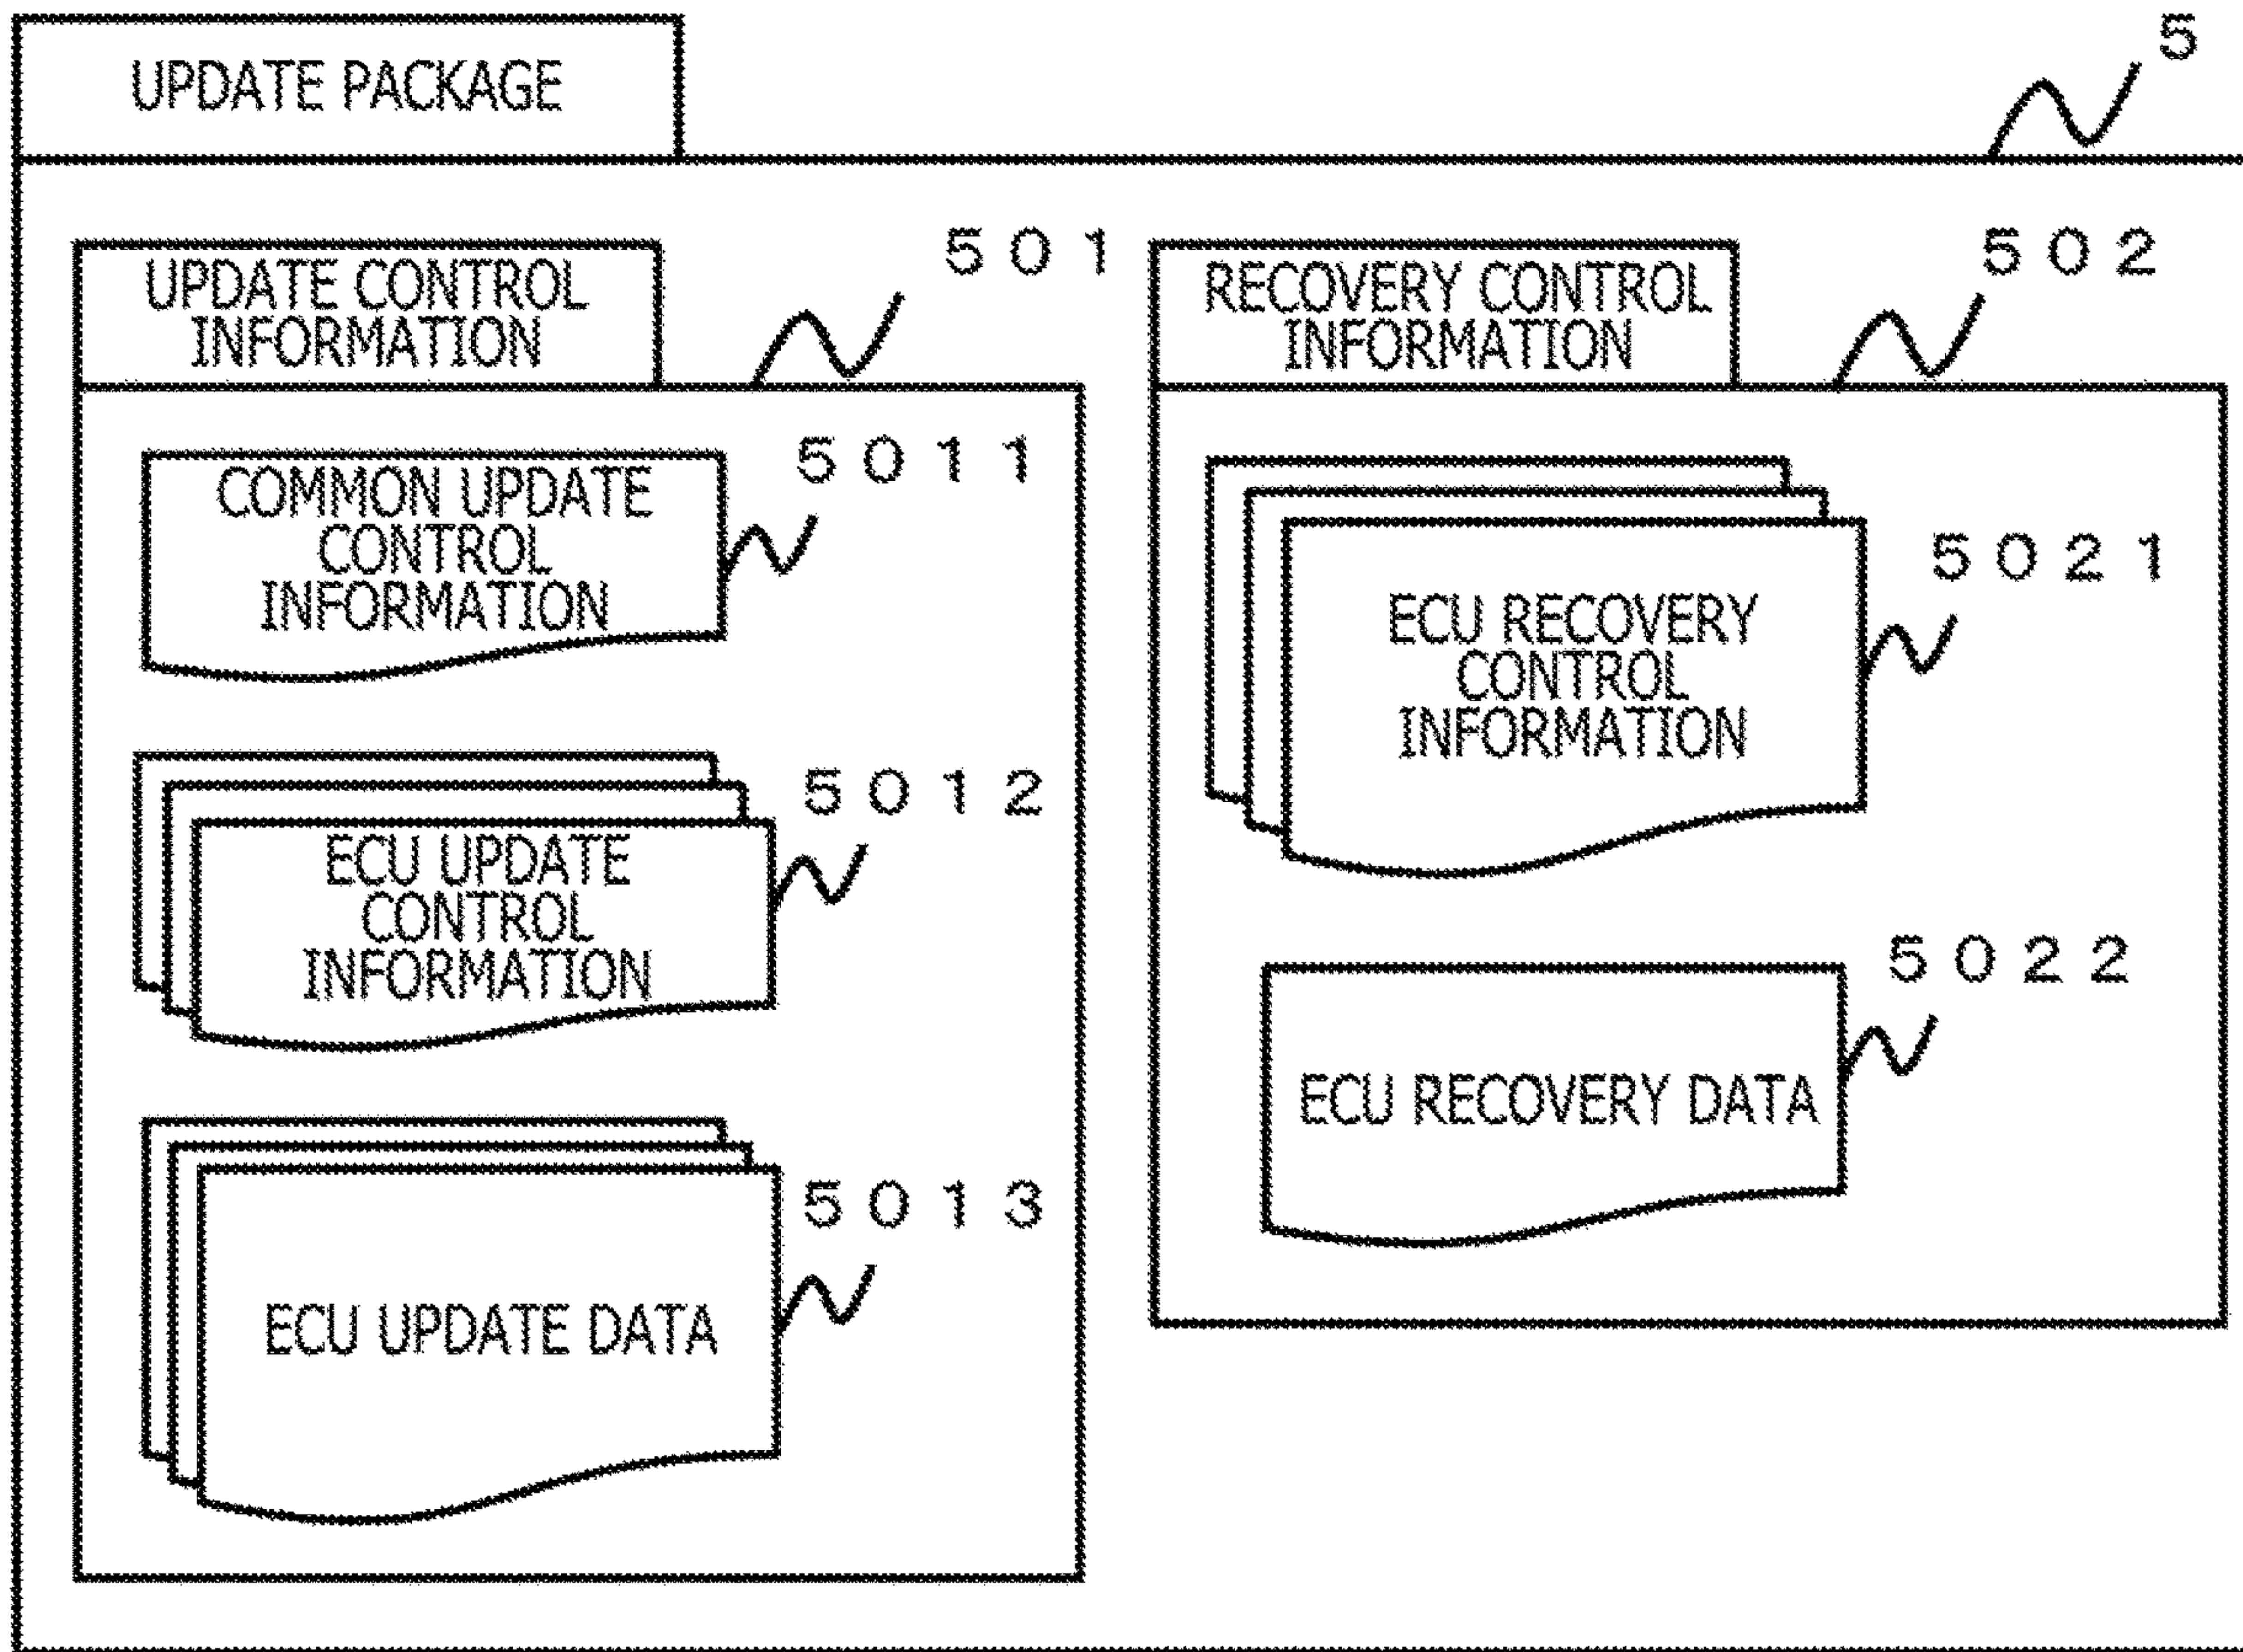 UPDATE PACKAGE
5
UPDATE CONTROL
INFORMATION
501
COMMON UPDATE
CONTROL
INFORMATION
5011
ECU UPDATE
CONTROL
INFORMATION
5012
ECU UPDATE DATA
5013
RECOVERY CONTROL
INFORMATION
502
ECU RECOVERY
CONTROL
INFORMATION
5021
ECU RECOVERY DATA
5022